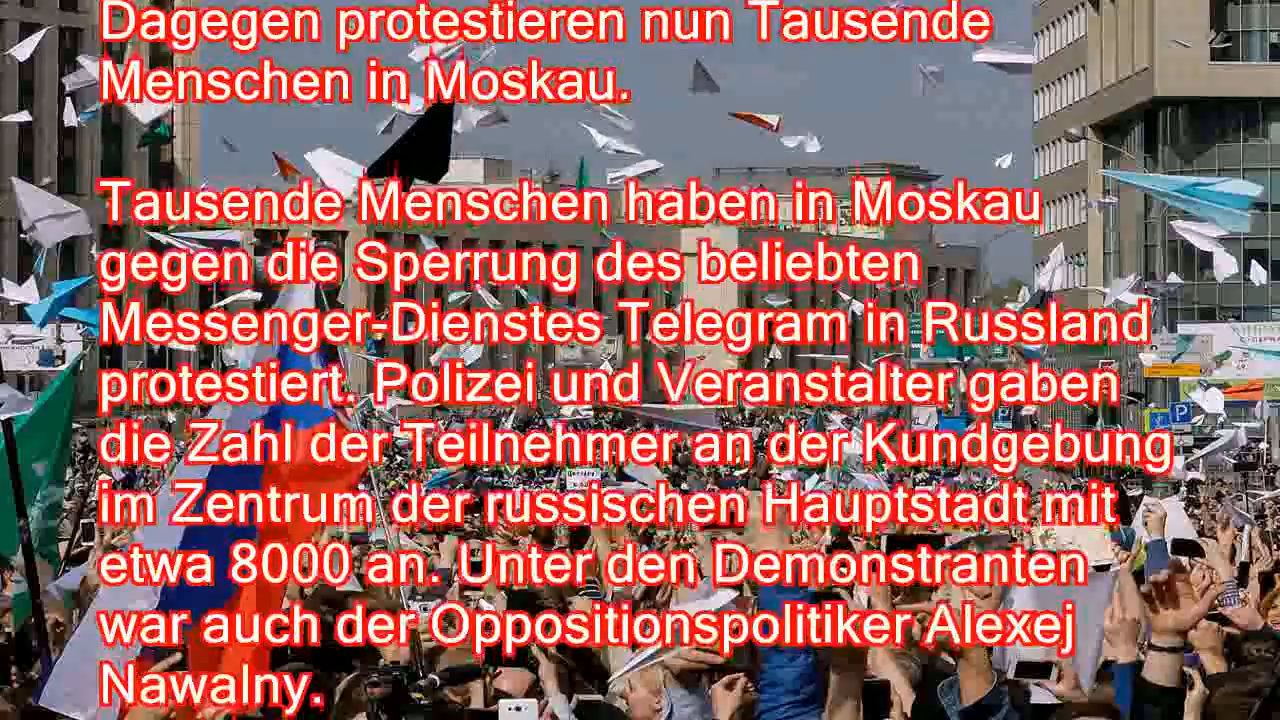 Dagegen protestieren nun Tausende
Menschen in Moskau.
Tausende Menschen haben in Moskau
gegen die Sperrung des beliebten
Messenger-Dienstes Telegram in Russland
protestiert. Polizei und Veranstalter gaben
die Zahl der Teilnehmer an der Kundgebung
im Zentrum der russischen Hauptstadt mit
etwa 8000 an. Unter den Demonstranten
war auch der Oppositionspolitiker Alexej
Nawalny.
P